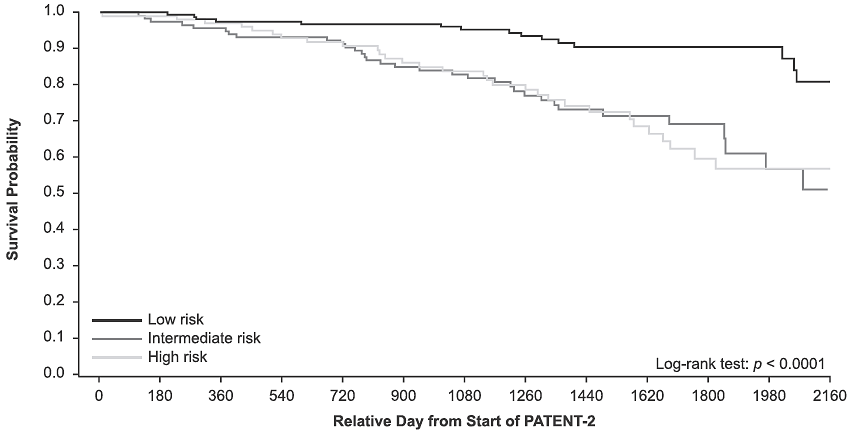 1.0
0.9
0.8
0.7
0.6
0.5
0.4
0.3
0.2
0.1
0.0
Survival Probability
Low risk
Intermediate risk
High risk
Log-rank test: p < 0.0001
0 180 360 540 720 900 1080 1260 1440 1620 1800 1980 2160
Relative Day from Start of PATENT-2